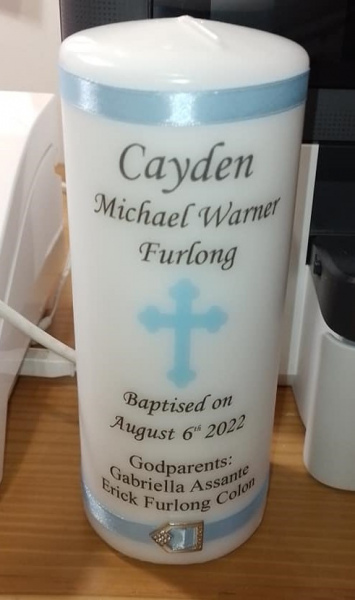 Cayden
Michael Warner
Furlong
Baptised on
August 6th 2022
Godparents:
Gabriella Assante
Erick Furlong Colon